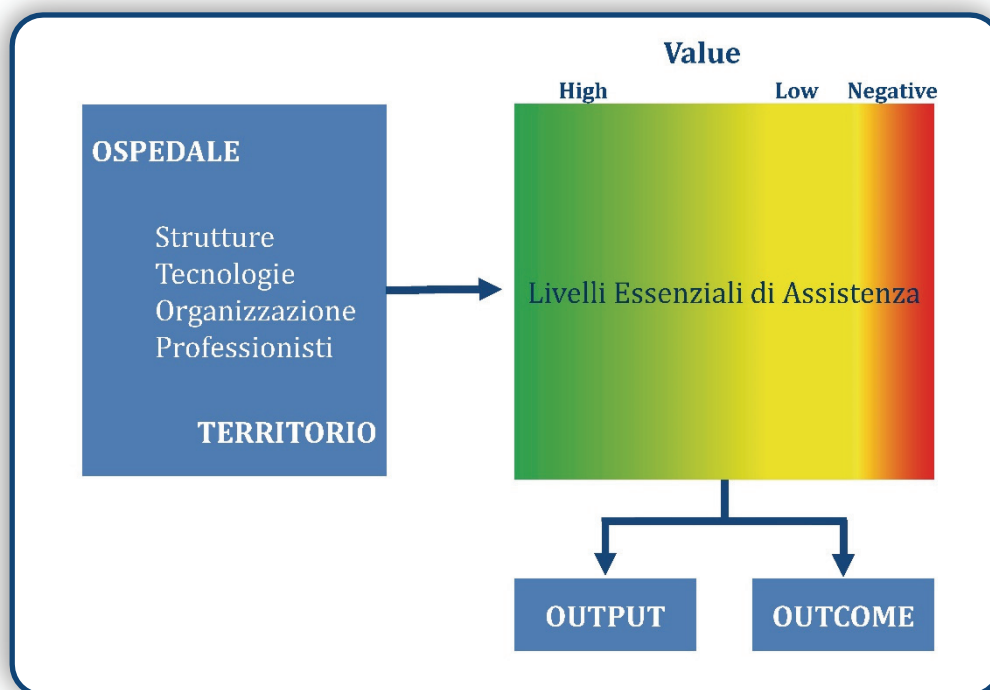 OSPEDALE
Strutture
Tecnologie
Organizzazione
Professionisti
TERRITORIO
Value
High Low Negative
Livelli Essenziali di Assistenza
OUTPUT
OUTCOME